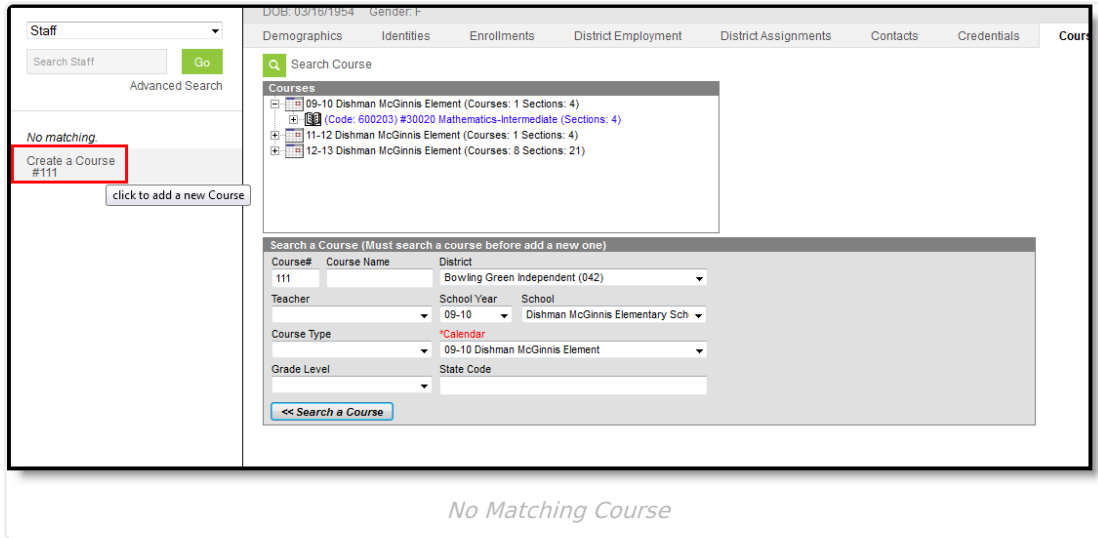 DOB: 03/16/1954 Gender: F
Staff
Search Staff Go
Advanced Search
No matching.
Create a Course
#111
click to add a new Course
Demographics Identities Enrollments District Employment District Assignments Contacts Credentials Cours
Search Course
Courses
09-10 Dishman McGinnis Element (Courses: 1 Sections: 4)
(Code: 600203) #30020 Mathematics-Intermediate (Sections: 4)
11-12 Dishman McGinnis Element (Courses: 1 Sections: 4)
12-13 Dishman McGinnis Element (Courses: 8 Sections: 21)
Search a Course (Must search a course before add a new one)
Course# Course Name District
111 Bowling Green Independent (042)
Teacher School Year School
09-10 Dishman McGinnis Elementary Sch
Course Type *Calendar
09-10 Dishman McGinnis Element
Grade Level State Code
<< Search a Course
No Matching Course